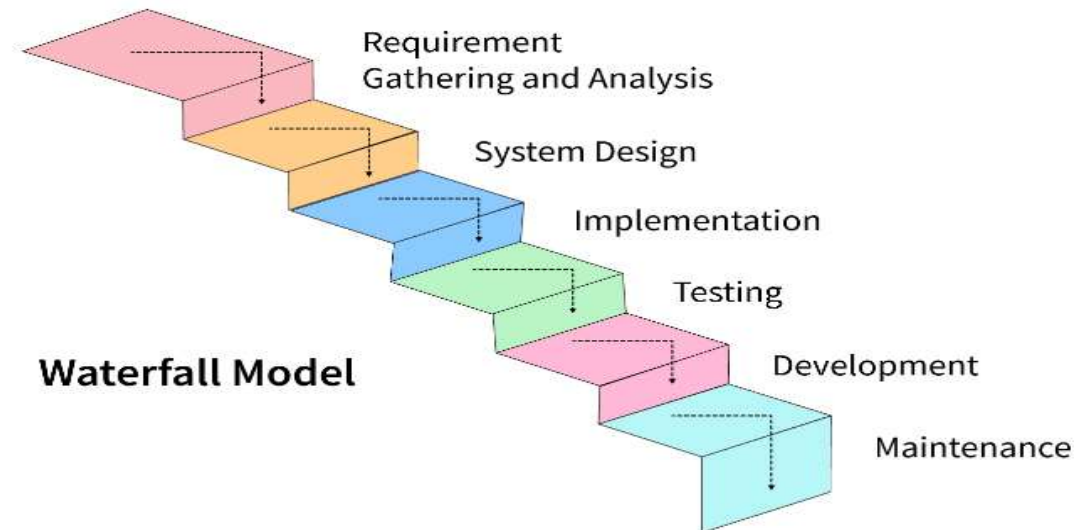 Requirement
Gathering and Analysis
System Design
Implementation
Testing
Waterfall Model
Development
Maintenance